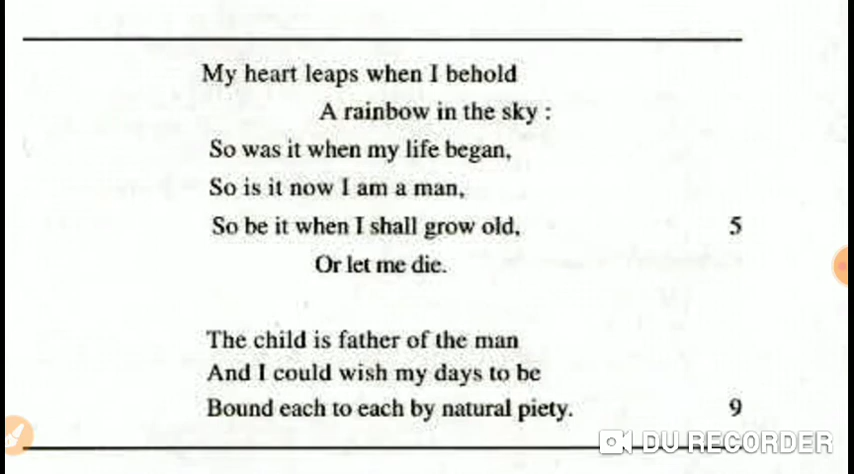 My heart leaps when I behold
A rainbow in the sky :
So was it when my life began,
So is it now I am a man,
So be it when I shall grow old, 5
Or let me die.
The child is father of the man
And I could wish my days to be
Bound each to each by natural piety. 9
DU RECORDER